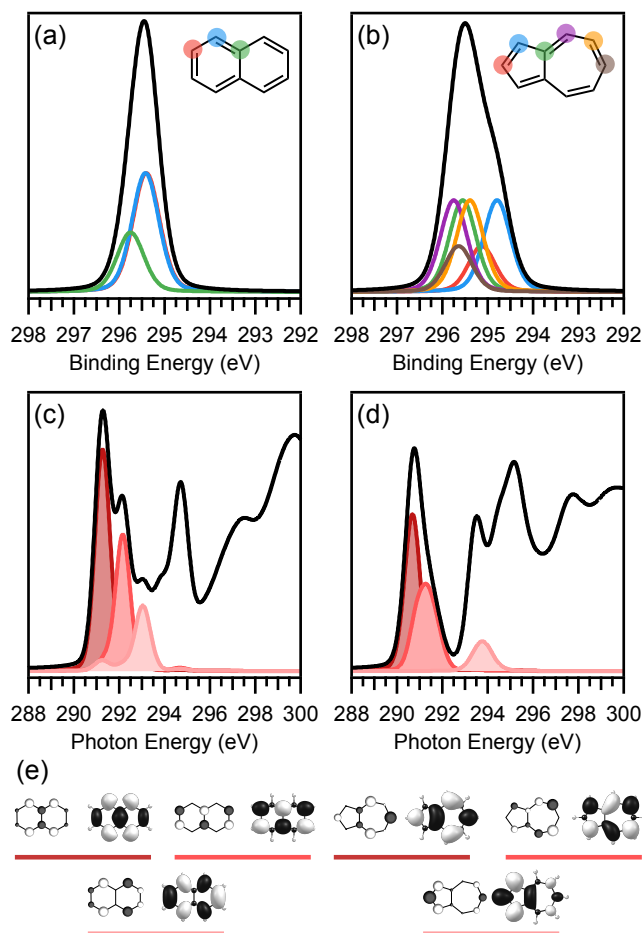 (a)
(b)
298 297 296 295 294 293 292
298 297 296 295 294 293 292
Binding Energy (eV)
Binding Energy (eV)
(c)
(d)
288 290 292 294 296 298 300
288 290 292 294 296 298 300
Photon Energy (eV)
Photon Energy (eV)
(e)